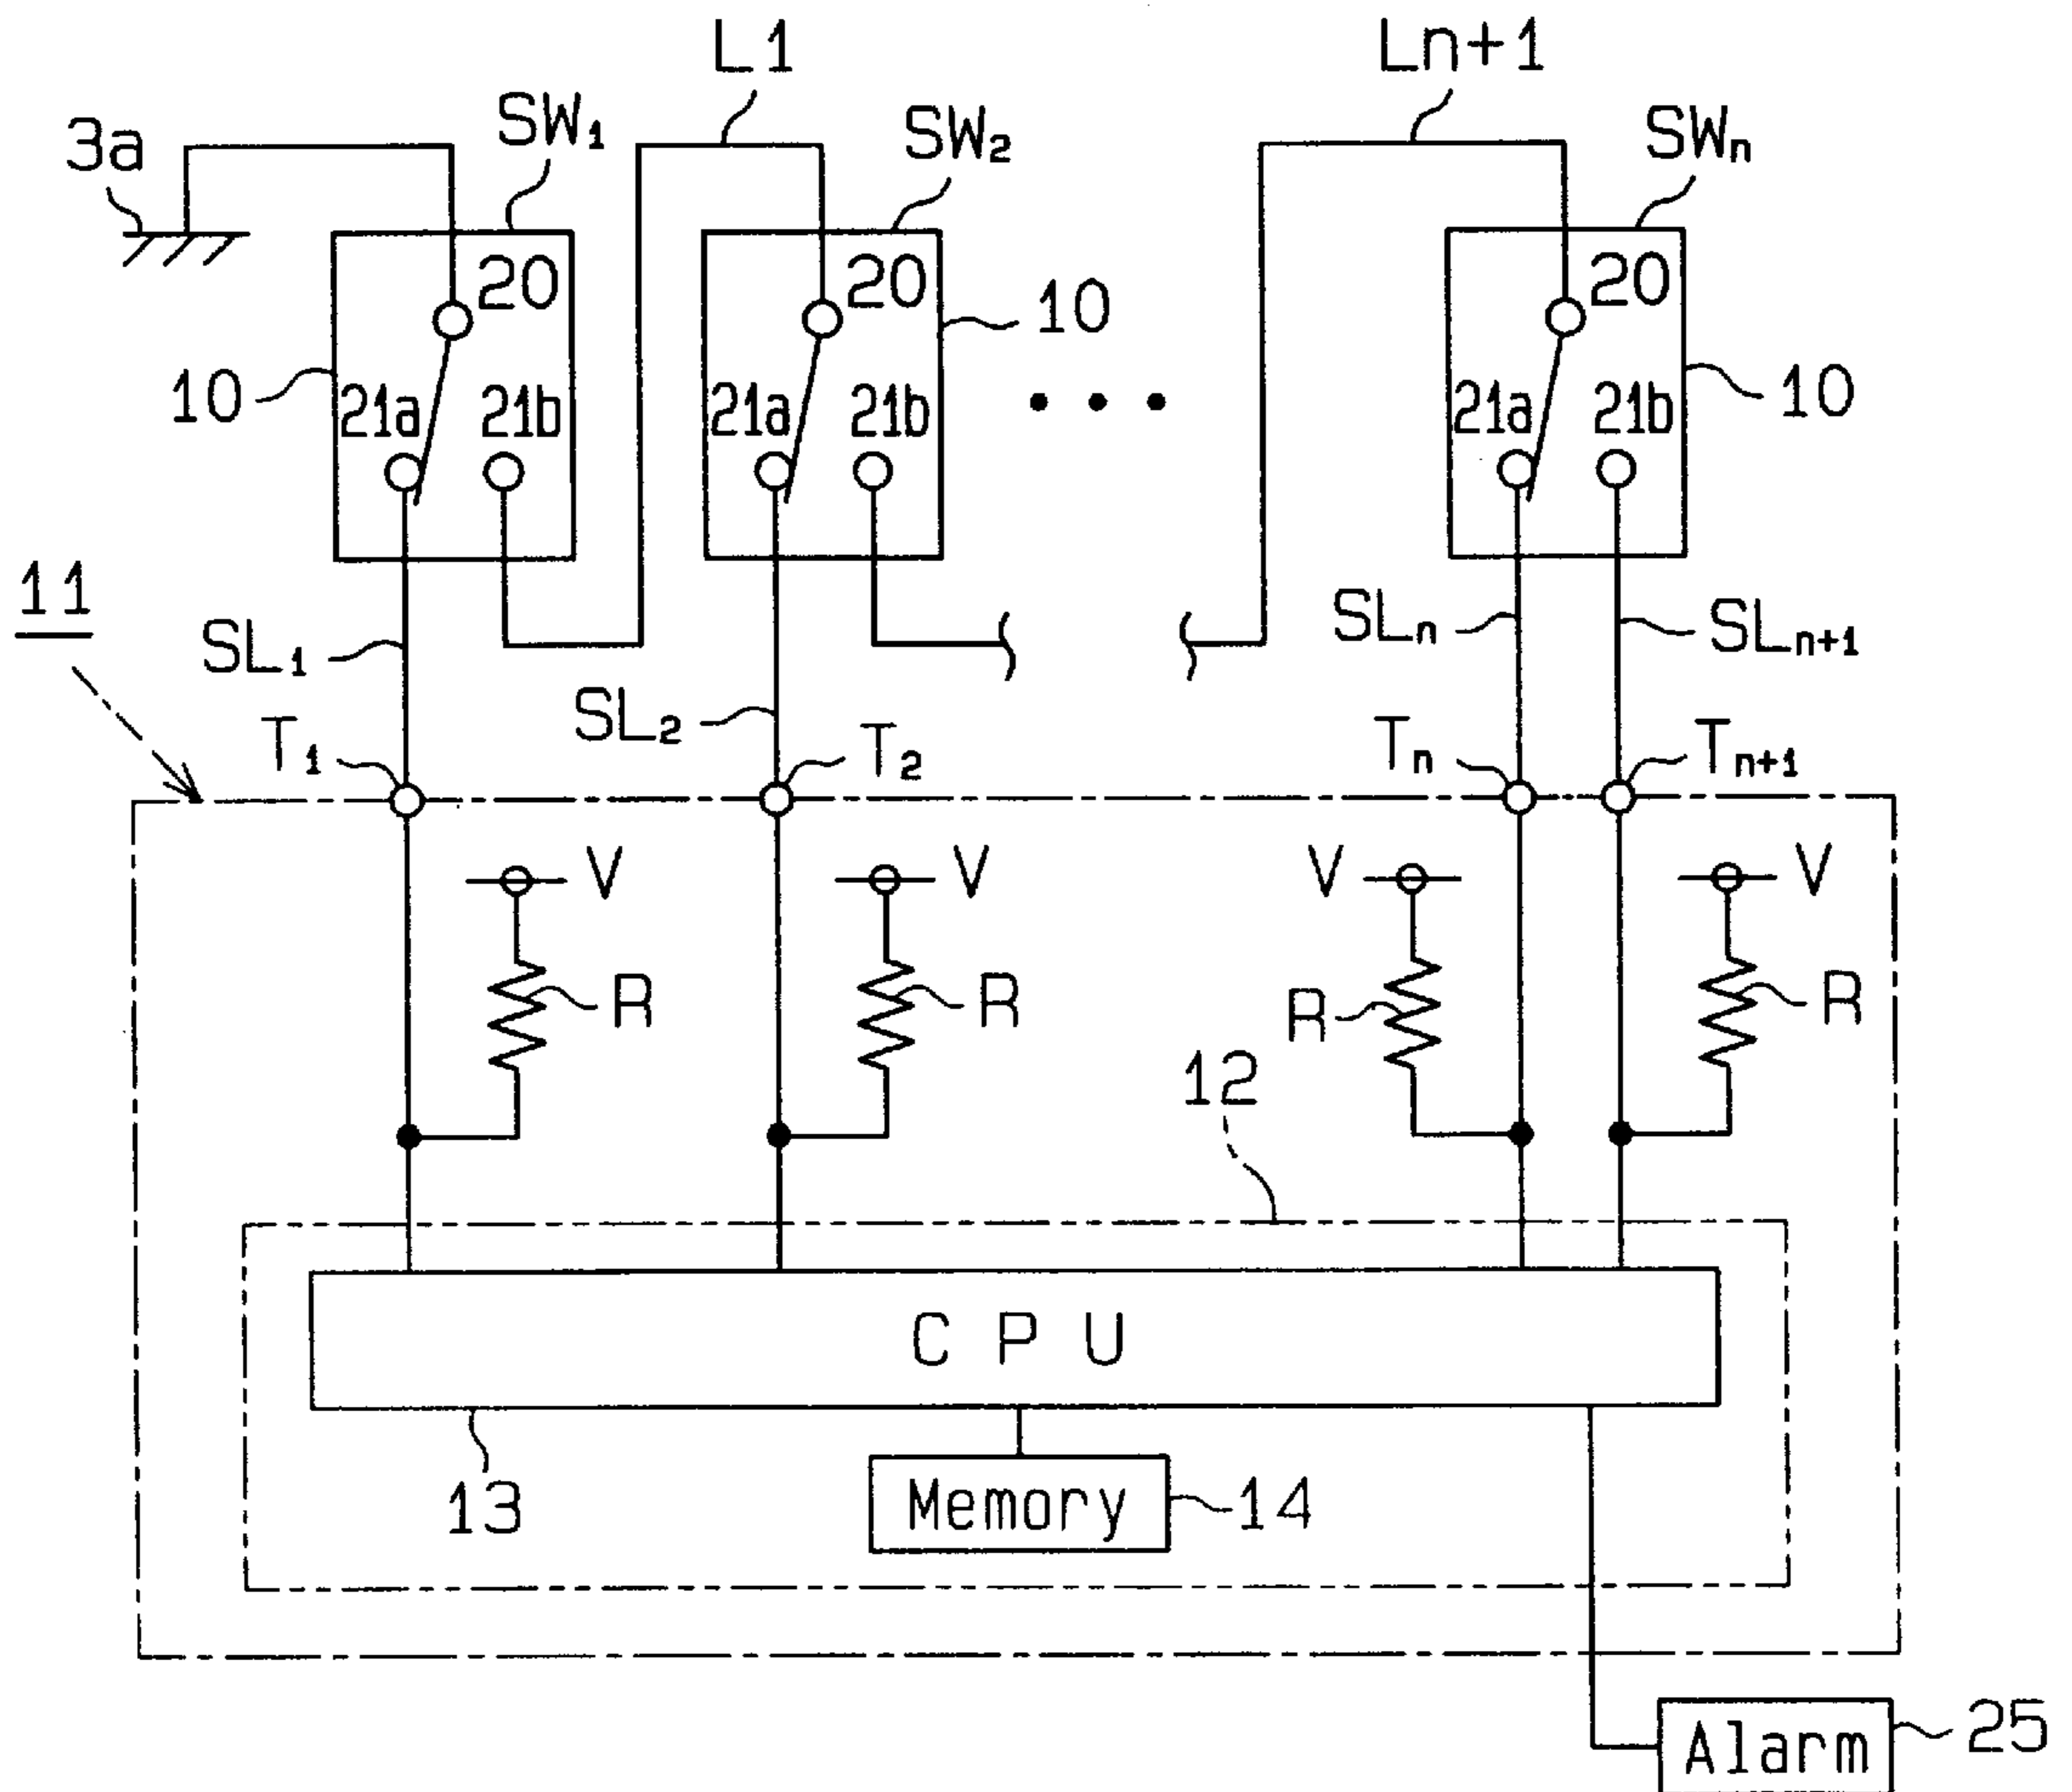 L1
Ln+1
3a
SW₁
SW₂
SWₙ
20
20
20
10
10
10
21a 21b
21a 21b
21a 21b
11
SL₁
SL₂
SLₙ
SLₙ₊₁
T₁
T₂
Tₙ
Tₙ₊₁
V
V
V
V
R
R
R
R
12
CPU
13
Memory
14
Alarm
25